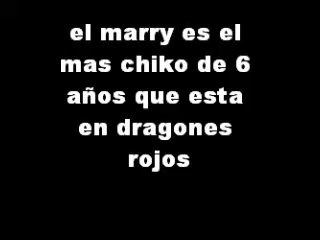 el marry es el
mas chiko de 6
años que esta
en dragones
rojos